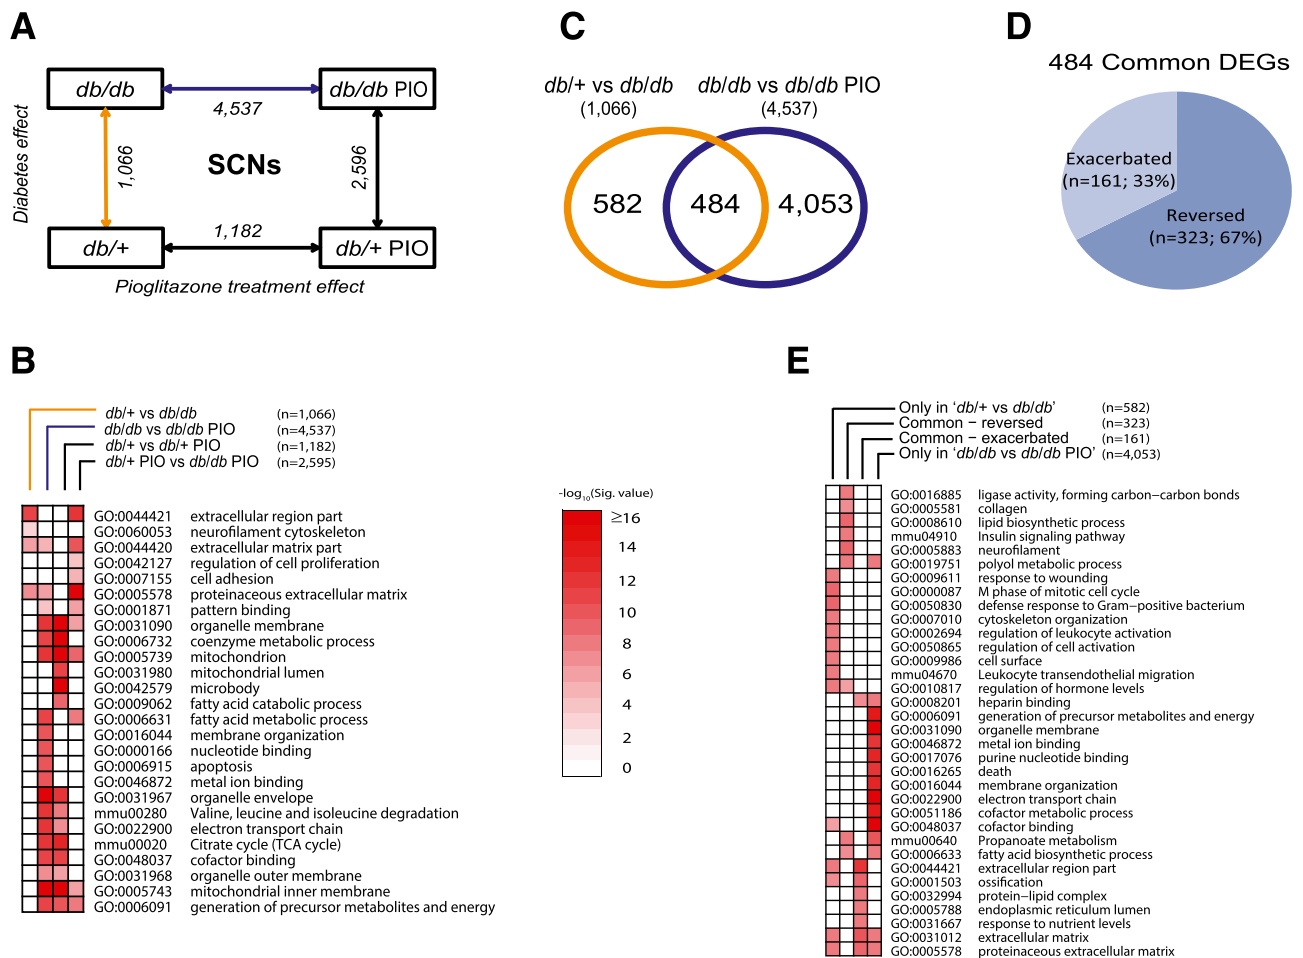 A
db/db
db/db PIO
4,537
Diabetes effect
1,066
SCNs
2,596
1,182
db/+
db/+ PIO
Pioglitazone treatment effect
C
db/+ vs db/db
(1,066)
db/db vs db/db PIO
(4,537)
582
484
4,053
D
484 Common DEGs
Exacerbated
(n=161; 33%)
Reversed
(n=323; 67%)
B
db/+ vs db/db (n=1,066)
db/db vs db/db PIO (n=4,537)
db/+ vs db/+ PIO (n=1,182)
db/+ PIO vs db/db PIO (n=2,595)
GO:0044421 extracellular region part
GO:0060053 neurofilament cytoskeleton
GO:0044420 extracellular matrix part
GO:0042127 regulation of cell proliferation
GO:0007155 cell adhesion
GO:0005578 proteinaceous extracellular matrix
GO:0001871 pattern binding
GO:0031090 organelle membrane
GO:0006732 coenzyme metabolic process
GO:0005739 mitochondrion
GO:0031980 mitochondrial lumen
GO:0042579 microbody
GO:0009062 fatty acid catabolic process
GO:0006631 fatty acid metabolic process
GO:0016044 membrane organization
GO:0000166 nucleotide binding
GO:0006915 apoptosis
GO:0046872 metal ion binding
GO:0031967 organelle envelope
mmu00280 Valine, leucine and isoleucine degradation
GO:0022900 electron transport chain
mmu00020 Citrate cycle (TCA cycle)
GO:0048037 cofactor binding
GO:0031968 organelle outer membrane
GO:0005743 mitochondrial inner membrane
GO:0006091 generation of precursor metabolites and energy
-log10(Sig. value)
≥16
14
12
10
8
6
4
2
0
E
Only in ‘db/+ vs db/db’ (n=582)
Common − reversed (n=323)
Common − exacerbated (n=161)
Only in ‘db/db vs db/db PIO’ (n=4,053)
GO:0016885 ligase activity, forming carbon−carbon bonds
GO:0005581 collagen
GO:0008610 lipid biosynthetic process
mmu04910 Insulin signaling pathway
GO:0005883 neurofilament
GO:0019751 polyol metabolic process
GO:0009611 response to wounding
GO:0000087 M phase of mitotic cell cycle
GO:0050830 defense response to Gram−positive bacterium
GO:0007010 cytoskeleton organization
GO:0002694 regulation of leukocyte activation
GO:0050865 regulation of cell activation
GO:0009986 cell surface
mmu04670 Leukocyte transendothelial migration
GO:0010817 regulation of hormone levels
GO:0008201 heparin binding
GO:0006091 generation of precursor metabolites and energy
GO:0031090 organelle membrane
GO:0046872 metal ion binding
GO:0017076 purine nucleotide binding
GO:0016265 death
GO:0016044 membrane organization
GO:0022900 electron transport chain
GO:0051186 cofactor metabolic process
GO:0048037 cofactor binding
mmu00640 Propanoate metabolism
GO:0006633 fatty acid biosynthetic process
GO:0044421 extracellular region part
GO:0001503 ossification
GO:0032994 protein−lipid complex
GO:0005788 endoplasmic reticulum lumen
GO:0031667 response to nutrient levels
GO:0031012 extracellular matrix
GO:0005578 proteinaceous extracellular matrix